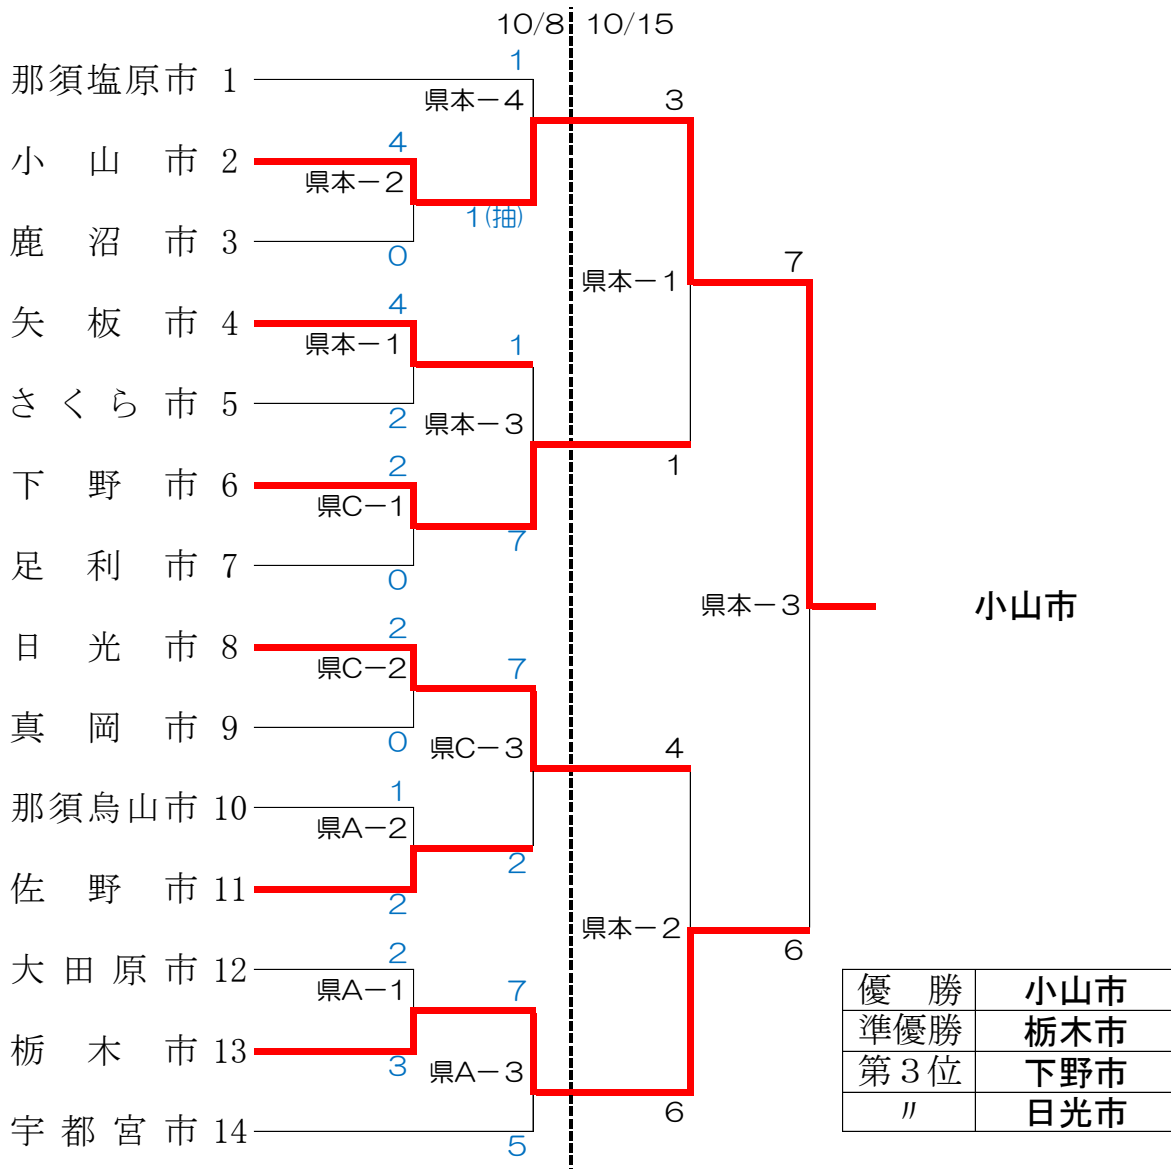 10/8 10/15
1
那須塩原市 1
県本－4
3
4
小山市 2
県本－2
1(抽)
鹿沼市 3
0
県本－1
7
4
矢板市 4
県本－1
1
さくら市 5
2
県本－3
2
1
下野市 6
県C－1
7
足利市 7
0
県本－3
小山市
2
日光市 8
県C－2
7
真岡市 9
0
県C－3
4
1
那須烏山市 10
県A－2
2
佐野市 11
2
県本－2
6
2
大田原市 12
県A－1
7
栃木市 13
3
県A－3
6
宇都宮市 14
5
優勝 小山市
準優勝 栃木市
第3位 下野市
〃 日光市